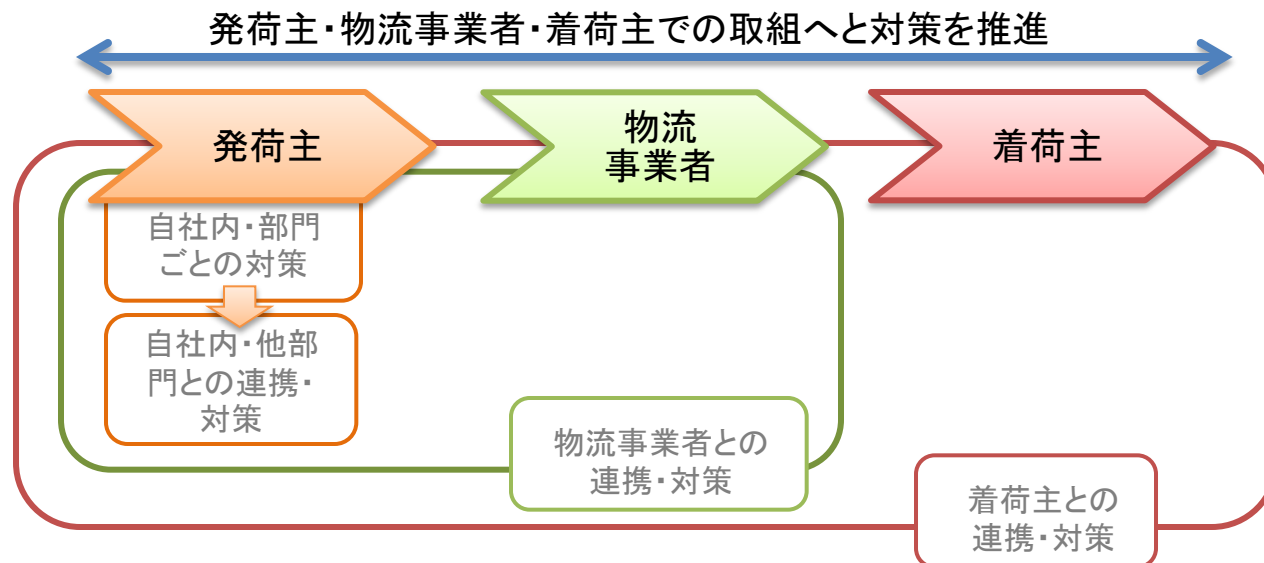 発荷主・物流事業者・着荷主での取組へと対策を推進
発荷主
物流
事業者
着荷主
自社内・部門
ごとの対策
自社内・他部
門との連携・
対策
物流事業者との
連携・対策
着荷主との
連携・対策